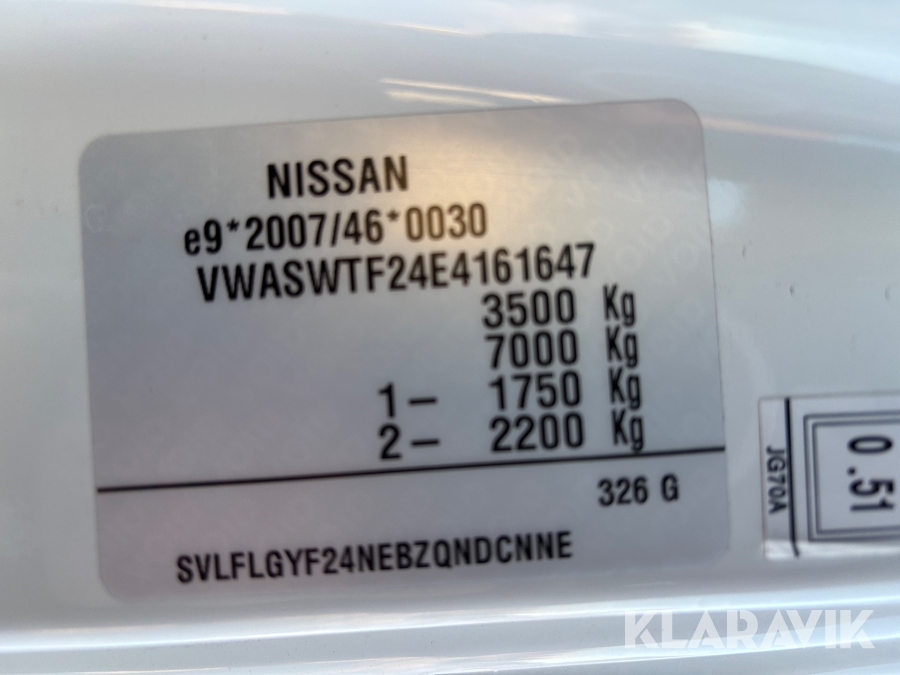 NISSAN
e9*2007/46*0030
VWASWTF24E4161647
3500 Kg
7000 Kg
1 – 1750 Kg
2 – 2200 Kg
326 G
SVLFLGYF24NEBZQNDCNNE
JG70A
0.51
KLARAVIK